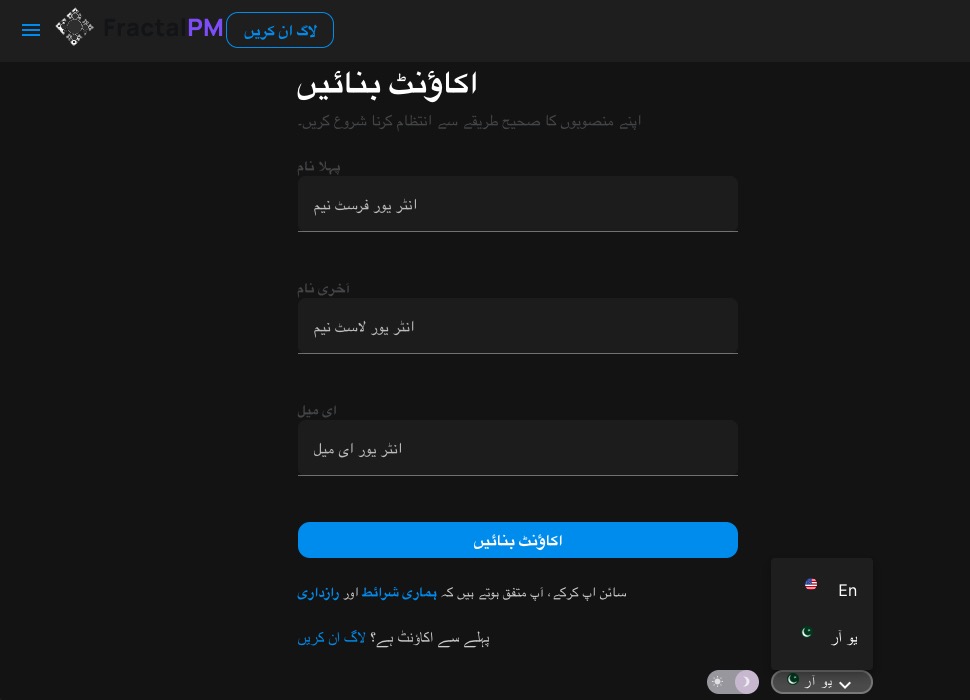 FractalPM
لاگ ان کریں
اکاؤنٹ بنائیں
اپنے منصوبوں کا صحیح طریقے سے انتظام کرنا شروع کریں۔
پہلا نام
انٹر یور فرسٹ نیم
آخری نام
انٹر یور لاسٹ نیم
ای میل
انٹر یور ای میل
اکاؤنٹ بنائیں
سائن اپ کرکے، آپ متفق ہوتے ہیں کہ ہماری شرائط اور رازداری
پہلے سے اکاؤنٹ ہے؟ لاگ ان کریں
En
یو آر
یو آر